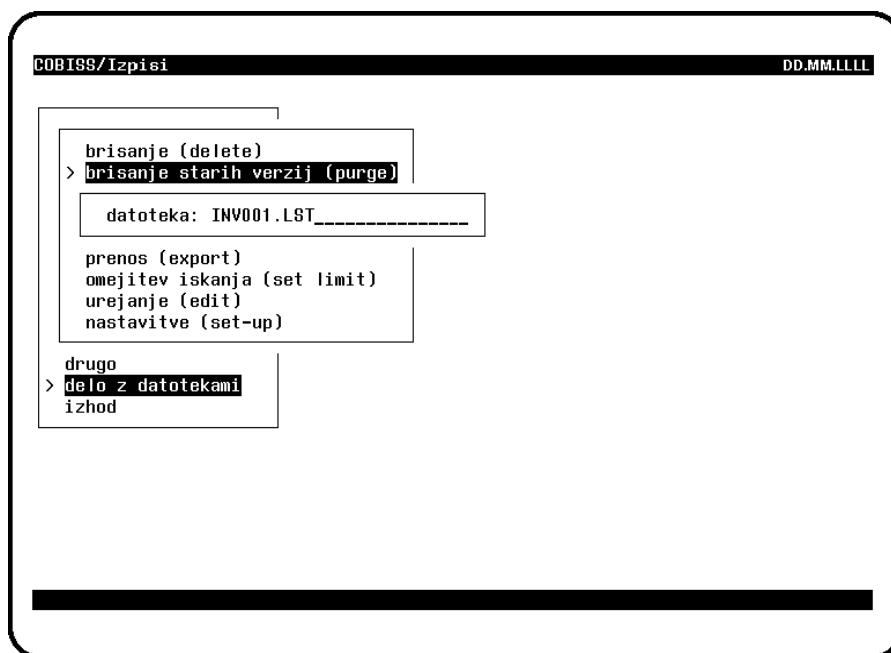 COBISS/Izpisi DD.MM.LLLL
brisanje (delete)
> brisanje starih verzij (purge)
datoteka: INV001.LST_______________
prenos (export)
omejitev iskanja (set limit)
urejanje (edit)
nastavitve (set-up)
drugo
> delo z datotekami
izhod